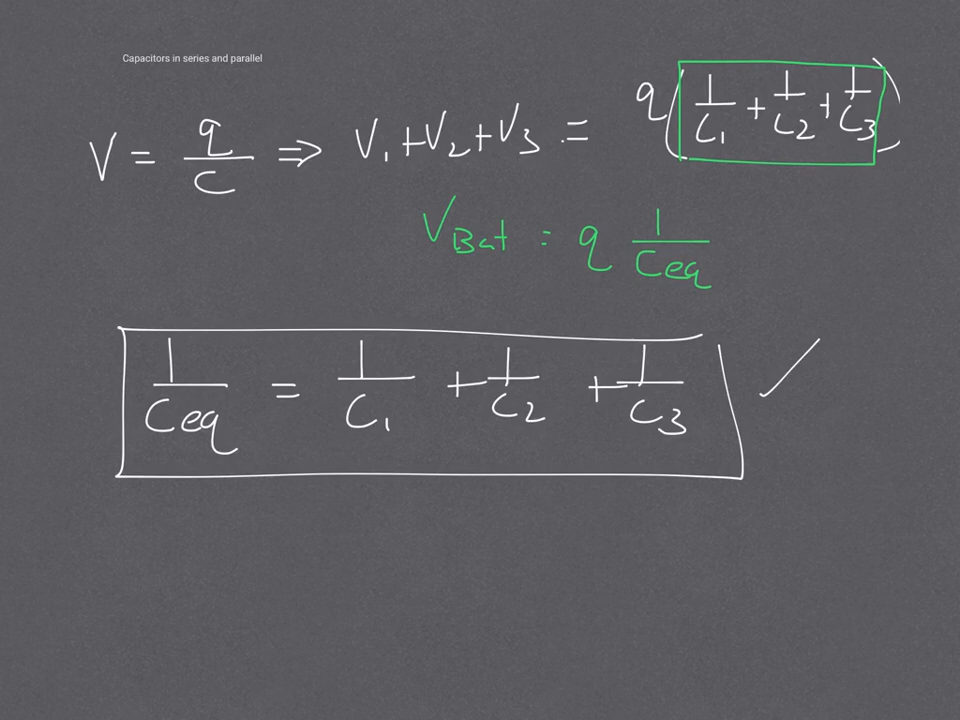 Capacitors in series and parallel
V = q/C ⇒ V₁+V₂+V₃ = q(1/C₁ + 1/C₂ + 1/C₃)
V_Bat = q 1/Ceq
1/Ceq = 1/C₁ + 1/C₂ + 1/C₃ ✓